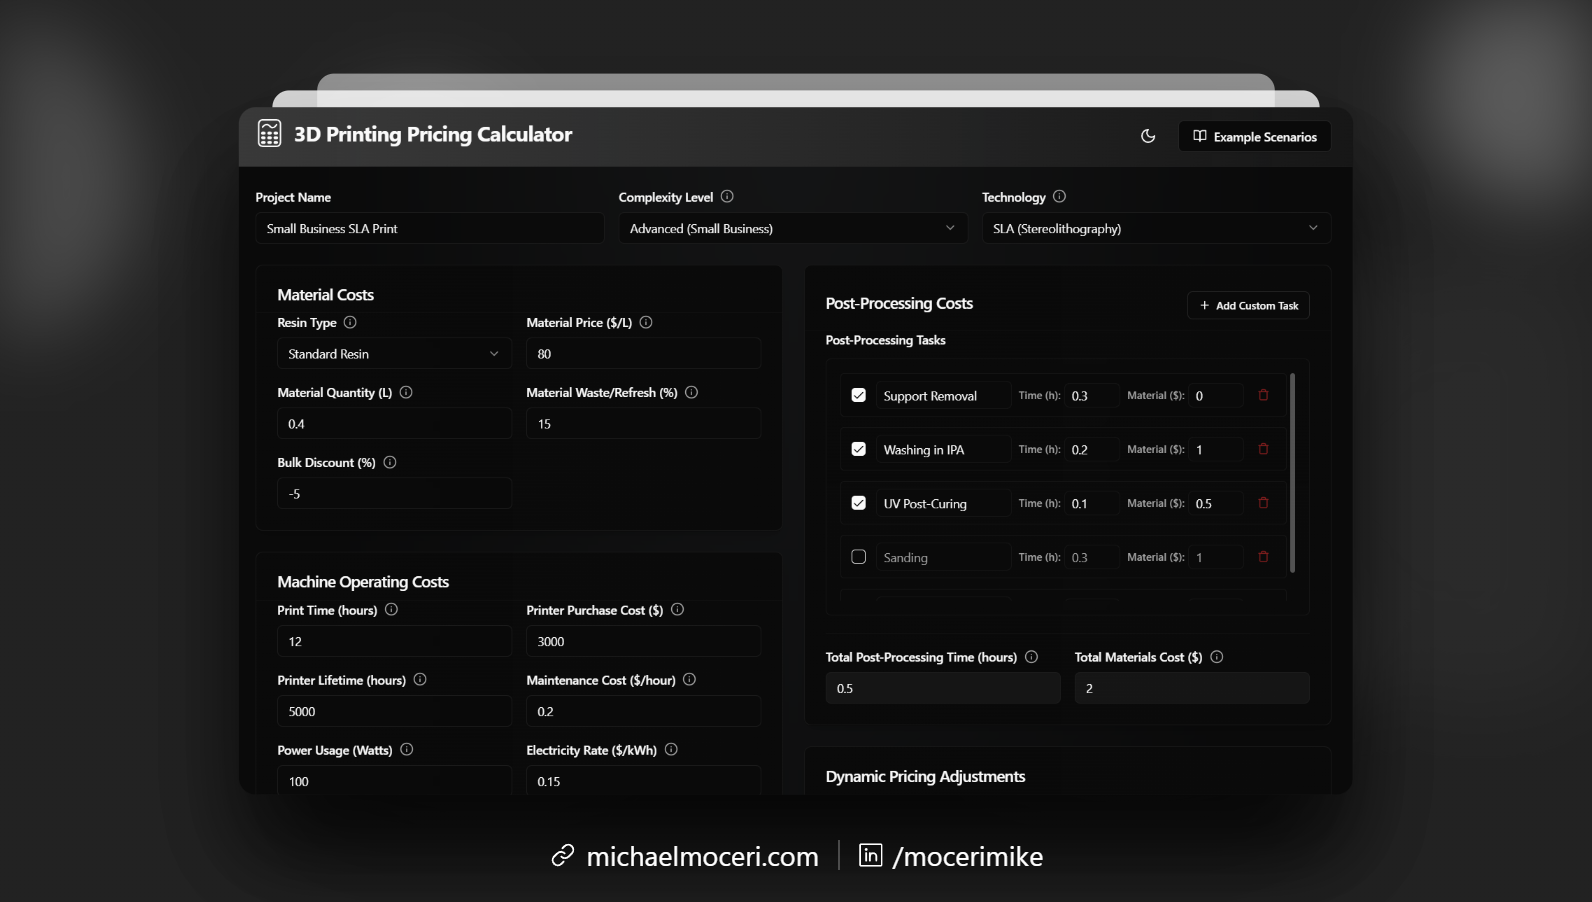 3D Printing Pricing Calculator
Example Scenarios
Project Name
Complexity Level
Technology
Small Business SLA Print
Advanced (Small Business)
SLA (Stereolithography)
Material Costs
Resin Type
Material Price ($/L)
Standard Resin
80
Material Quantity (L)
Material Waste/Refresh (%)
0.4
15
Bulk Discount (%)
-5
Machine Operating Costs
Print Time (hours)
Printer Purchase Cost ($)
12
3000
Printer Lifetime (hours)
Maintenance Cost ($/hour)
5000
0.2
Power Usage (Watts)
Electricity Rate ($/kWh)
100
0.15
Post-Processing Costs
Add Custom Task
Post-Processing Tasks
Support Removal Time (h): 0.3 Material ($): 0
Washing in IPA Time (h): 0.2 Material ($): 1
UV Post-Curing Time (h): 0.1 Material ($): 0.5
Sanding Time (h): 0.3 Material ($): 1
Total Post-Processing Time (hours)
Total Materials Cost ($)
0.5
2
Dynamic Pricing Adjustments
michaelmoceri.com
in /mocerimike